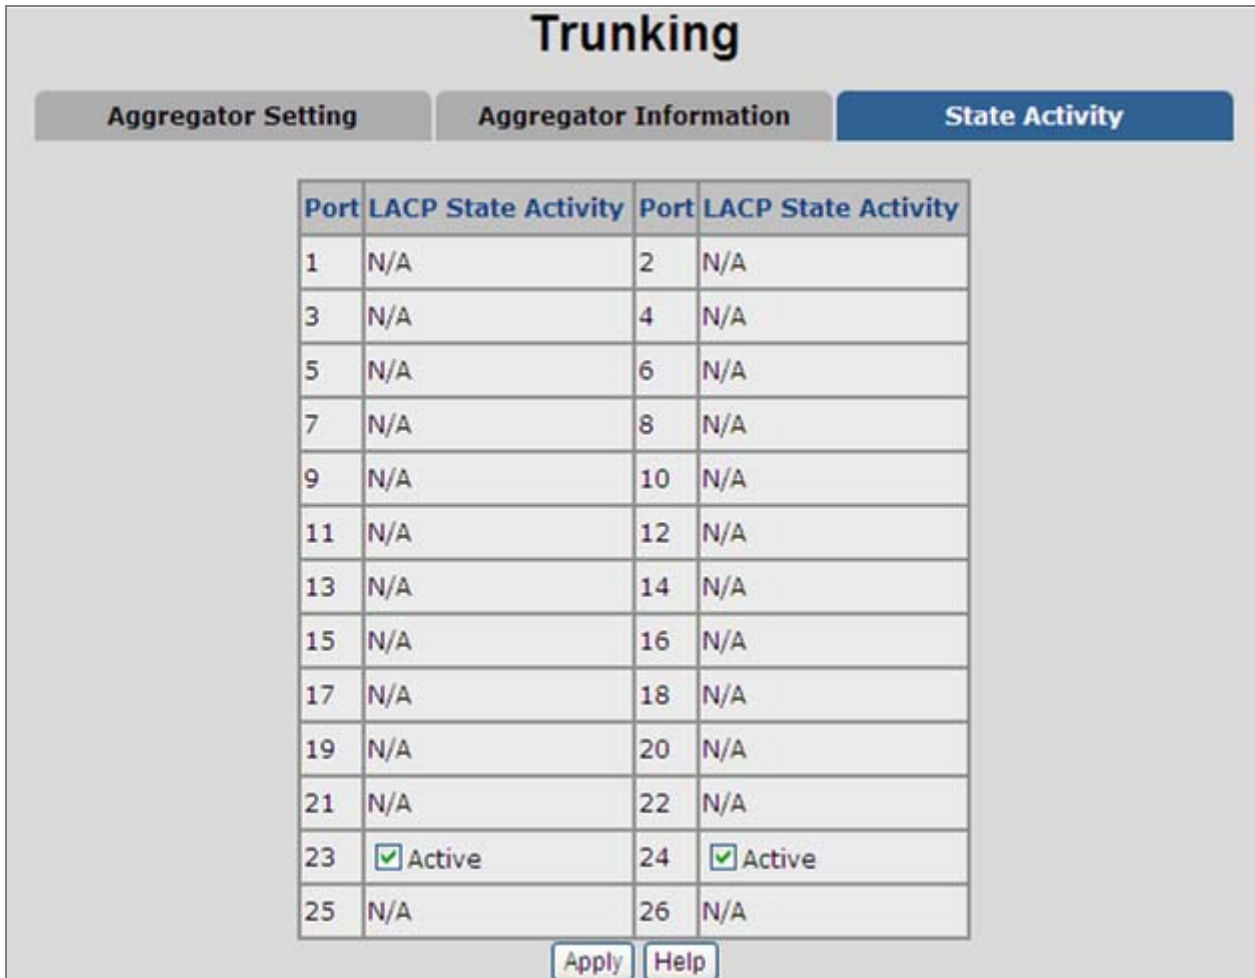 Trunking
Aggregator Setting Aggregator Information State Activity
Port LACP State Activity Port LACP State Activity
1 N/A 2 N/A
3 N/A 4 N/A
5 N/A 6 N/A
7 N/A 8 N/A
9 N/A 10 N/A
11 N/A 12 N/A
13 N/A 14 N/A
15 N/A 16 N/A
17 N/A 18 N/A
19 N/A 20 N/A
21 N/A 22 N/A
23 Active 24 Active
25 N/A 26 N/A
Apply Help